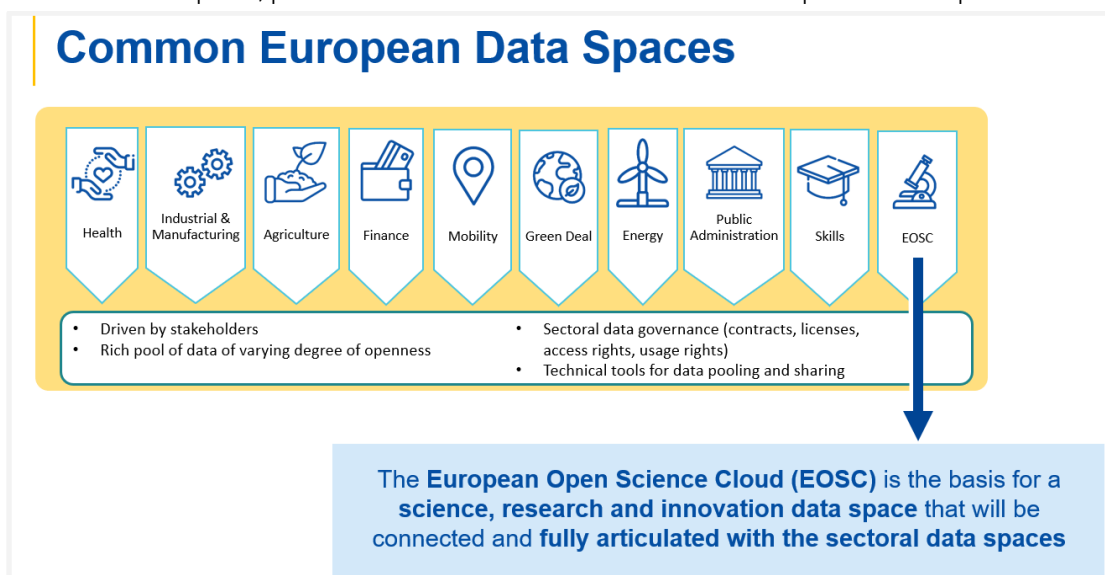 Common European Data Spaces
Health
Industrial &
Manufacturing
Agriculture
Finance
Mobility
Green Deal
Energy
Public
Administration
Skills
EOSC
• Driven by stakeholders
• Rich pool of data of varying degree of openness
• Sectoral data governance (contracts, licenses,
access rights, usage rights)
• Technical tools for data pooling and sharing
The European Open Science Cloud (EOSC) is the basis for a
science, research and innovation data space that will be
connected and fully articulated with the sectoral data spaces